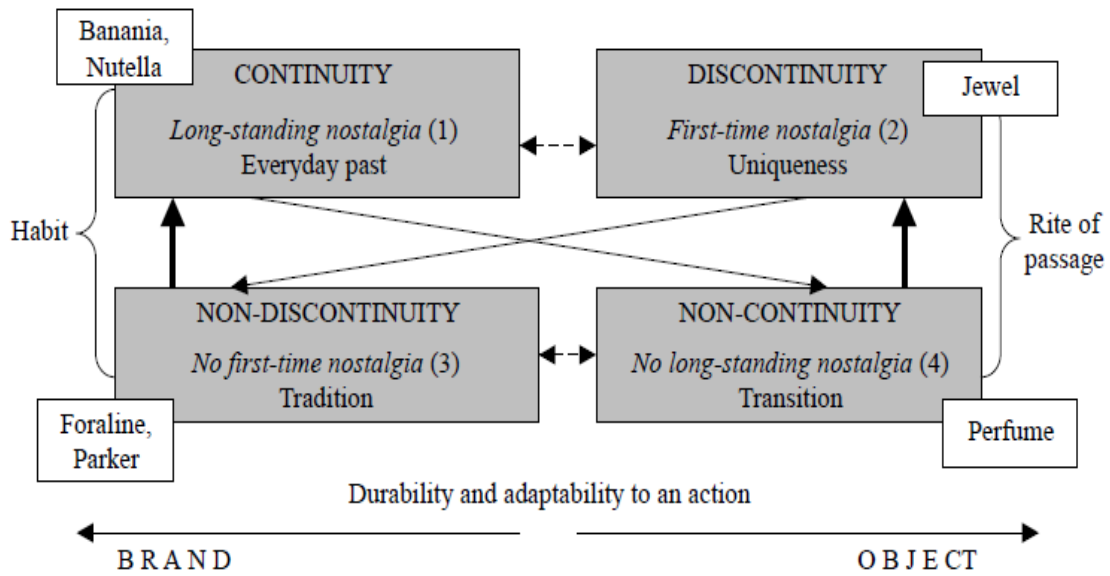 Banania,
Nutella
CONTINUITY
Long-standing nostalgia (1)
Everyday past
DISCONTINUITY
First-time nostalgia (2)
Uniqueness
Jewel
Habit
Rite of
passage
NON-DISCONTINUITY
No first-time nostalgia (3)
Tradition
NON-CONTINUITY
No long-standing nostalgia (4)
Transition
Foraline,
Parker
Perfume
Durability and adaptability to an action
B R A N D
O B J E C T